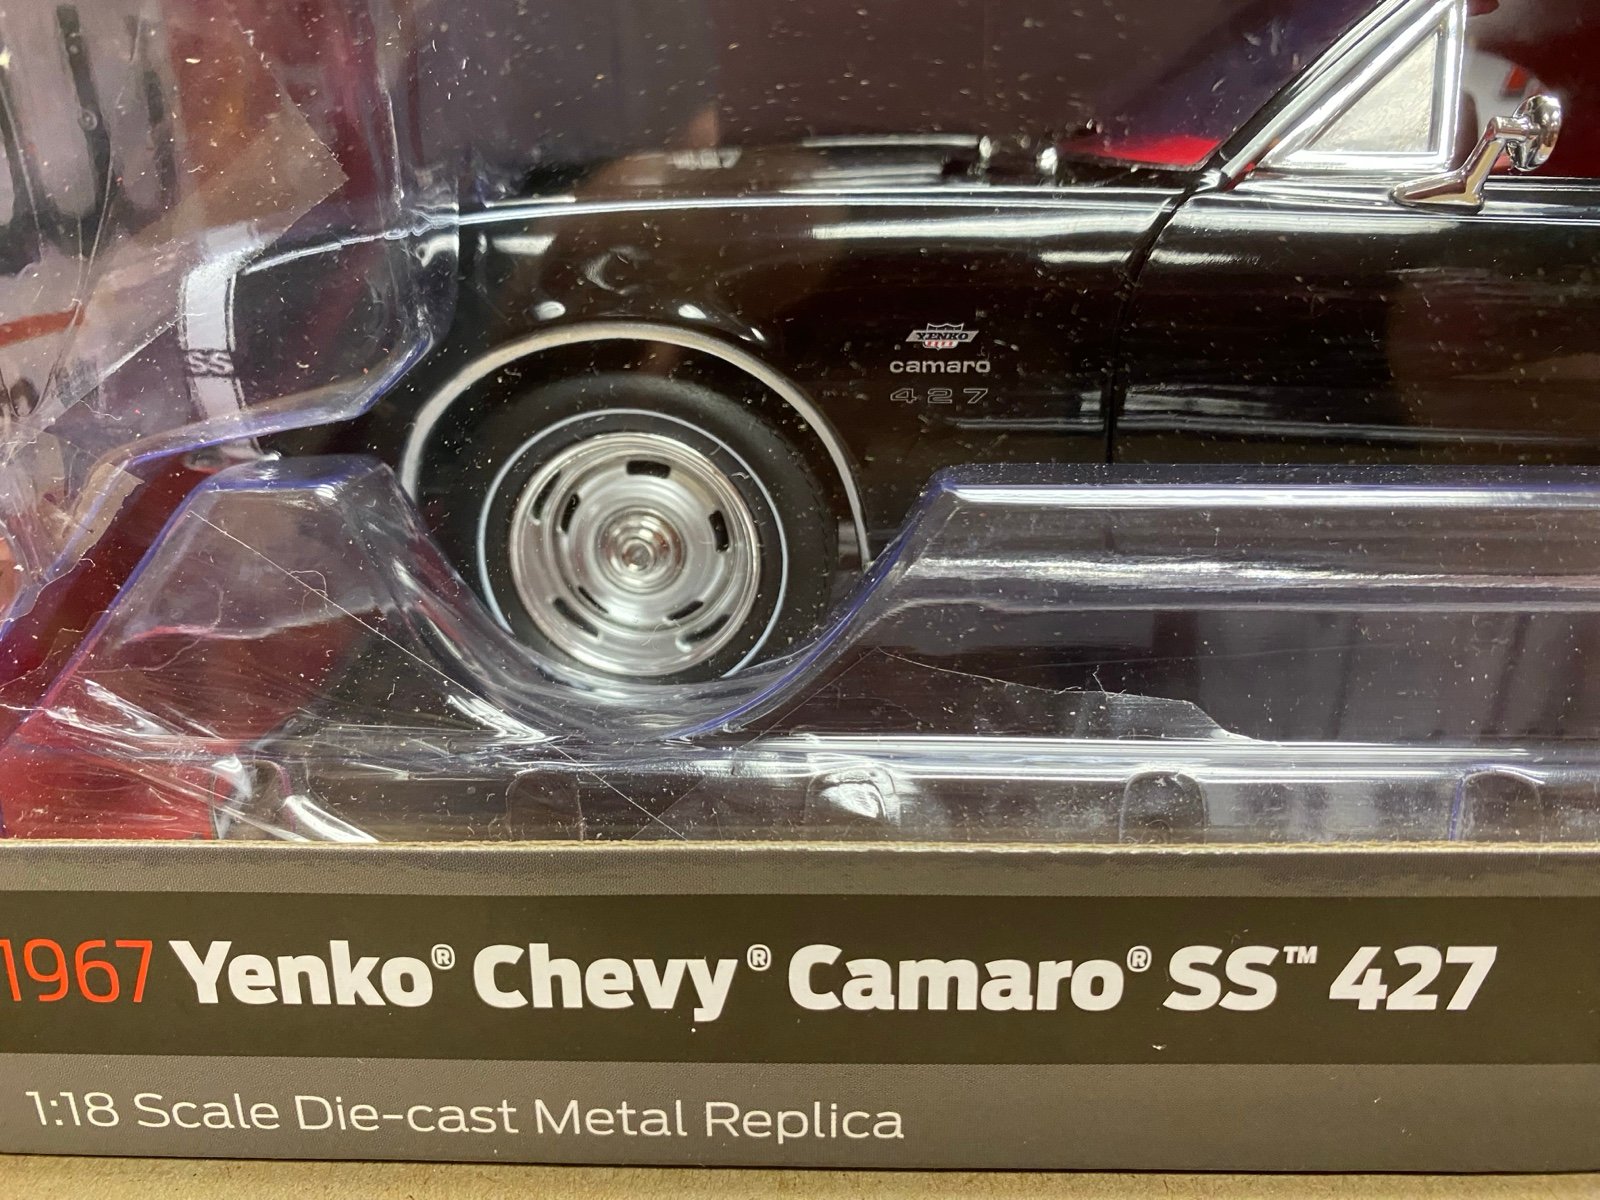 SS
YENKO
camaro
427
1967 Yenko® Chevy® Camaro® SS™ 427
1:18 Scale Die-cast Metal Replica